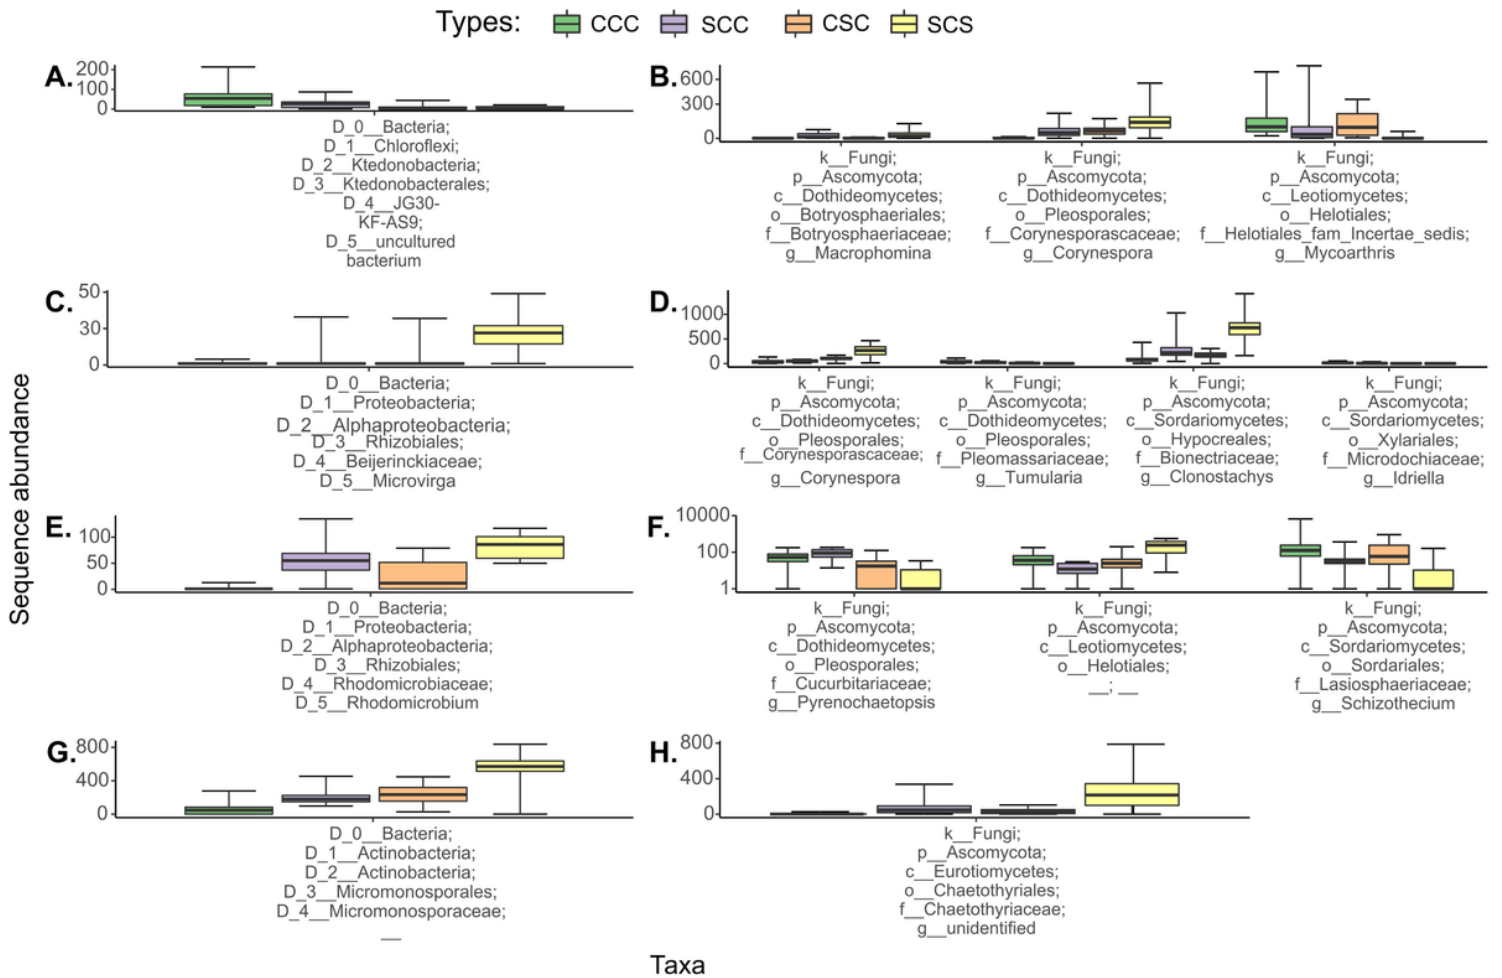 Types: CCC SCC CSC SCS
A.
200
100
0
D_0__Bacteria;
D_1__Chloroflexi;
D_2__Ktedonobacteria;
D_3__Ktedonobacterales;
D_4__JG30-
KF-AS9;
D_5__uncultured
bacterium
B.
600
300
0
k__Fungi;
p__Ascomycota;
c__Dothideomycetes;
o__Botryosphaeriales;
f__Botryosphaeriaceae;
g__Macrophomina
k__Fungi;
p__Ascomycota;
c__Dothideomycetes;
o__Pleosporales;
f__Corynesporascaceae;
g__Corynespora
k__Fungi;
p__Ascomycota;
c__Leotiomycetes;
o__Helotiales;
f__Helotiales_fam_Incertae_sedis;
g__Mycoarthris
C.
50
30
0
D_0__Bacteria;
D_1__Proteobacteria;
D_2__Alphaproteobacteria;
D_3__Rhizobiales;
D_4__Beijerinckiaceae;
D_5__Microvirga
D.
1000
500
0
k__Fungi;
p__Ascomycota;
c__Dothideomycetes;
o__Pleosporales;
f__Corynesporascaceae;
g__Corynespora
k__Fungi;
p__Ascomycota;
c__Dothideomycetes;
o__Pleosporales;
f__Pleomassariaceae;
g__Tumularia
k__Fungi;
p__Ascomycota;
c__Sordariomycetes;
o__Hypocreales;
f__Bionectriaceae;
g__Clonostachys
k__Fungi;
p__Ascomycota;
c__Sordariomycetes;
o__Xylariales;
f__Microdochiaceae;
g__Idriella
Sequence abundance
E.
100
50
0
D_0__Bacteria;
D_1__Proteobacteria;
D_2__Alphaproteobacteria;
D_3__Rhizobiales;
D_4__Rhodomicrobiaceae;
D_5__Rhodomicrobium
F.
10000
100
1
k__Fungi;
p__Ascomycota;
c__Dothideomycetes;
o__Pleosporales;
f__Cucurbitariaceae;
g__Pyrenochaetopsis
k__Fungi;
p__Ascomycota;
c__Leotiomycetes;
o__Helotiales;
__; __
k__Fungi;
p__Ascomycota;
c__Sordariomycetes;
o__Sordariales;
f__Lasiosphaeriaceae;
g__Schizothecium
G.
800
400
0
D_0__Bacteria;
D_1__Actinobacteria;
D_2__Actinobacteria;
D_3__Micromonosporales;
D_4__Micromonosporaceae;
__
H.
800
400
0
k__Fungi;
p__Ascomycota;
c__Eurotiomycetes;
o__Chaetothyriales;
f__Chaetothyriaceae;
g__unidentified
Taxa